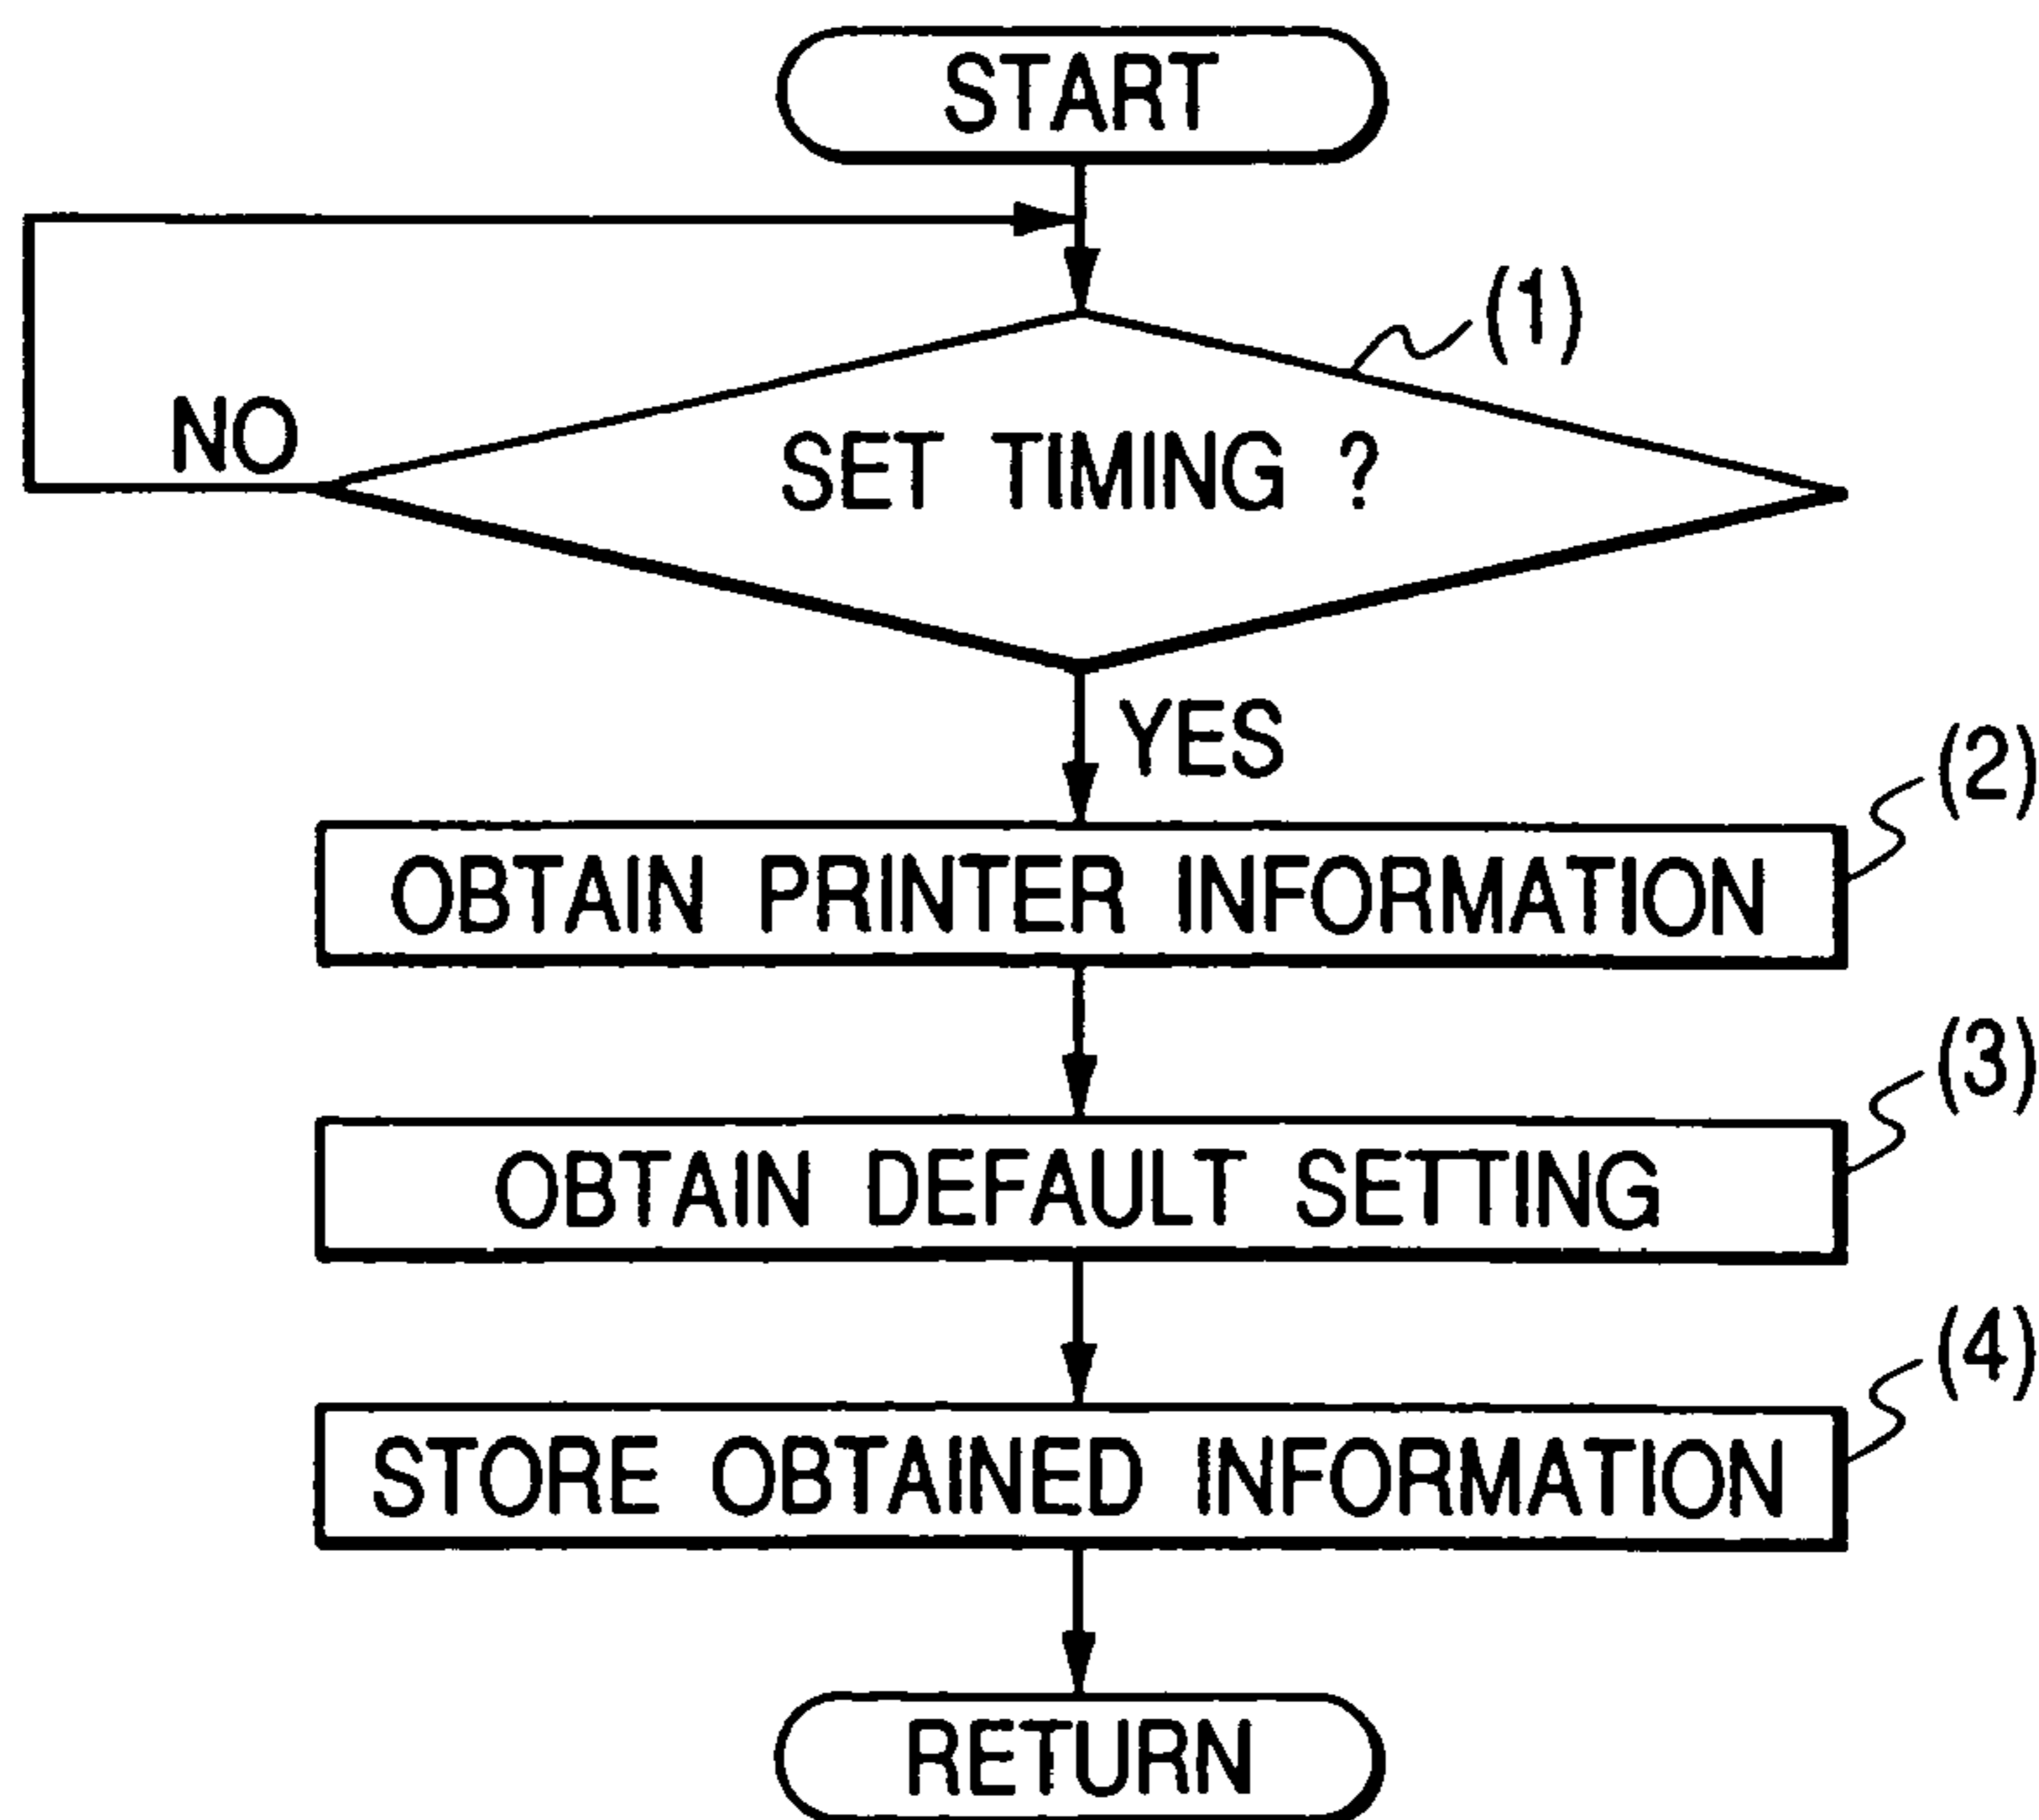 START
(1)
NO
SET TIMING ?
YES
(2)
OBTAIN PRINTER INFORMATION
(3)
OBTAIN DEFAULT SETTING
(4)
STORE OBTAINED INFORMATION
RETURN